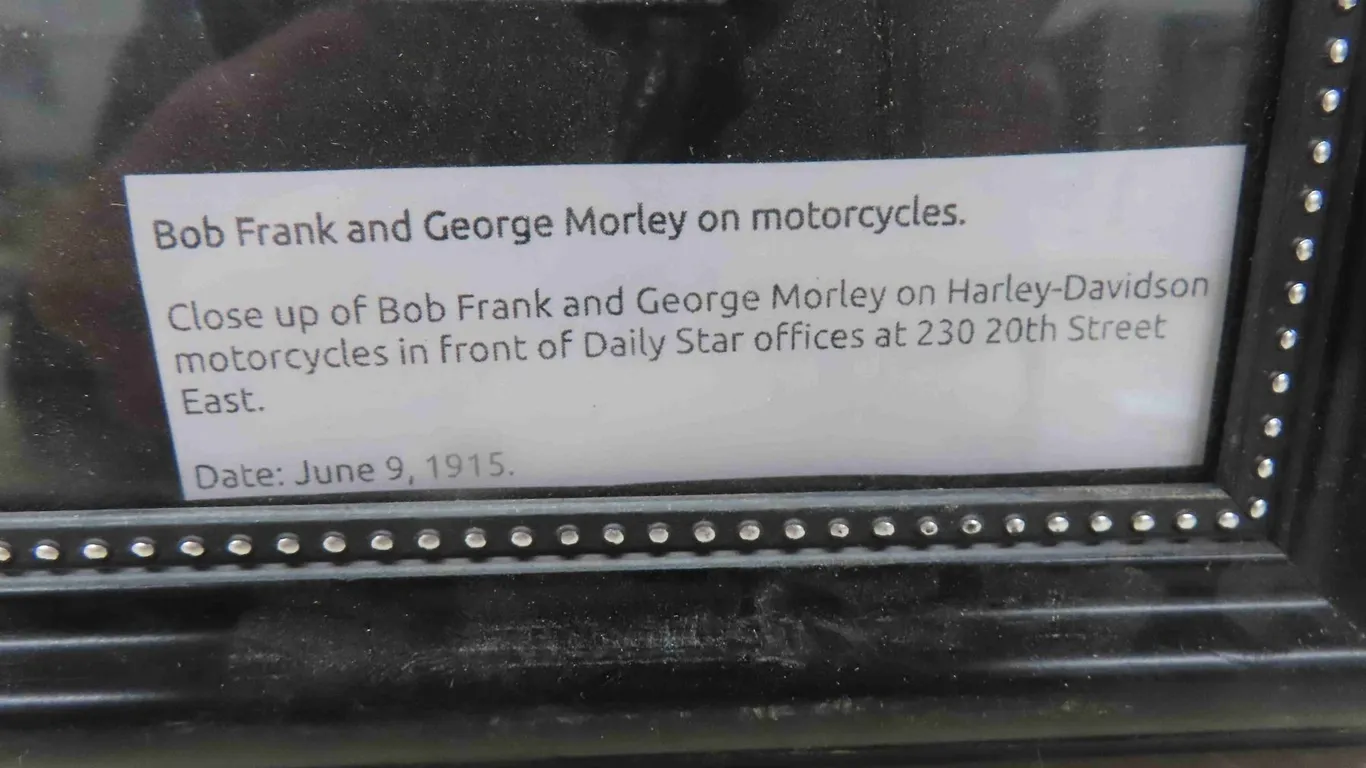 Bob Frank and George Morley on motorcycles.
Close up of Bob Frank and George Morley on Harley-Davidson
motorcycles in front of Daily Star offices at 230 20th Street
East.
Date: June 9, 1915.